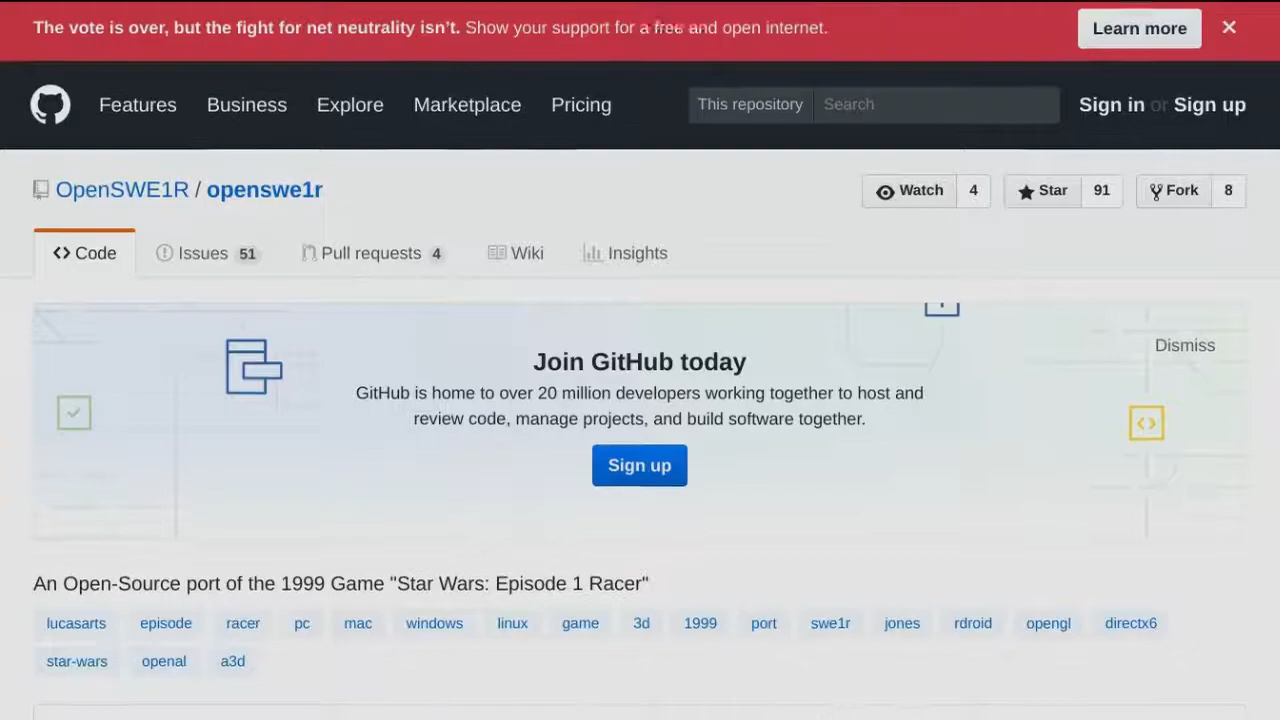 The vote is over, but the fight for net neutrality isn't. Show your support for a free and open internet.
Learn more ✕
Features Business Explore Marketplace Pricing
This repository Search
Sign in or Sign up
OpenSWE1R / openswe1r
Watch 4 Star 91 Fork 8
Code Issues 51 Pull requests 4 Wiki Insights
Dismiss
Join GitHub today
GitHub is home to over 20 million developers working together to host and
review code, manage projects, and build software together.
Sign up
An Open-Source port of the 1999 Game "Star Wars: Episode 1 Racer"
lucasarts episode racer pc mac windows linux game 3d 1999 port swe1r jones rdroid opengl directx6
star-wars openal a3d